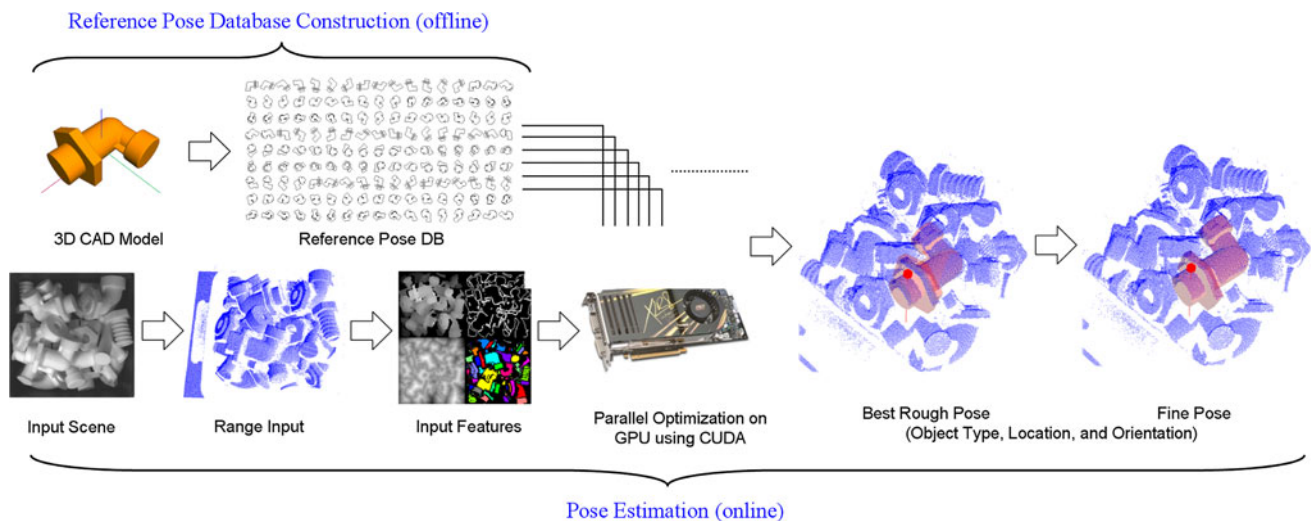 Reference Pose Database Construction (offline)
3D CAD Model
Reference Pose DB
Input Scene
Range Input
Input Features
Parallel Optimization on
GPU using CUDA
Best Rough Pose
Fine Pose
(Object Type, Location, and Orientation)
Pose Estimation (online)